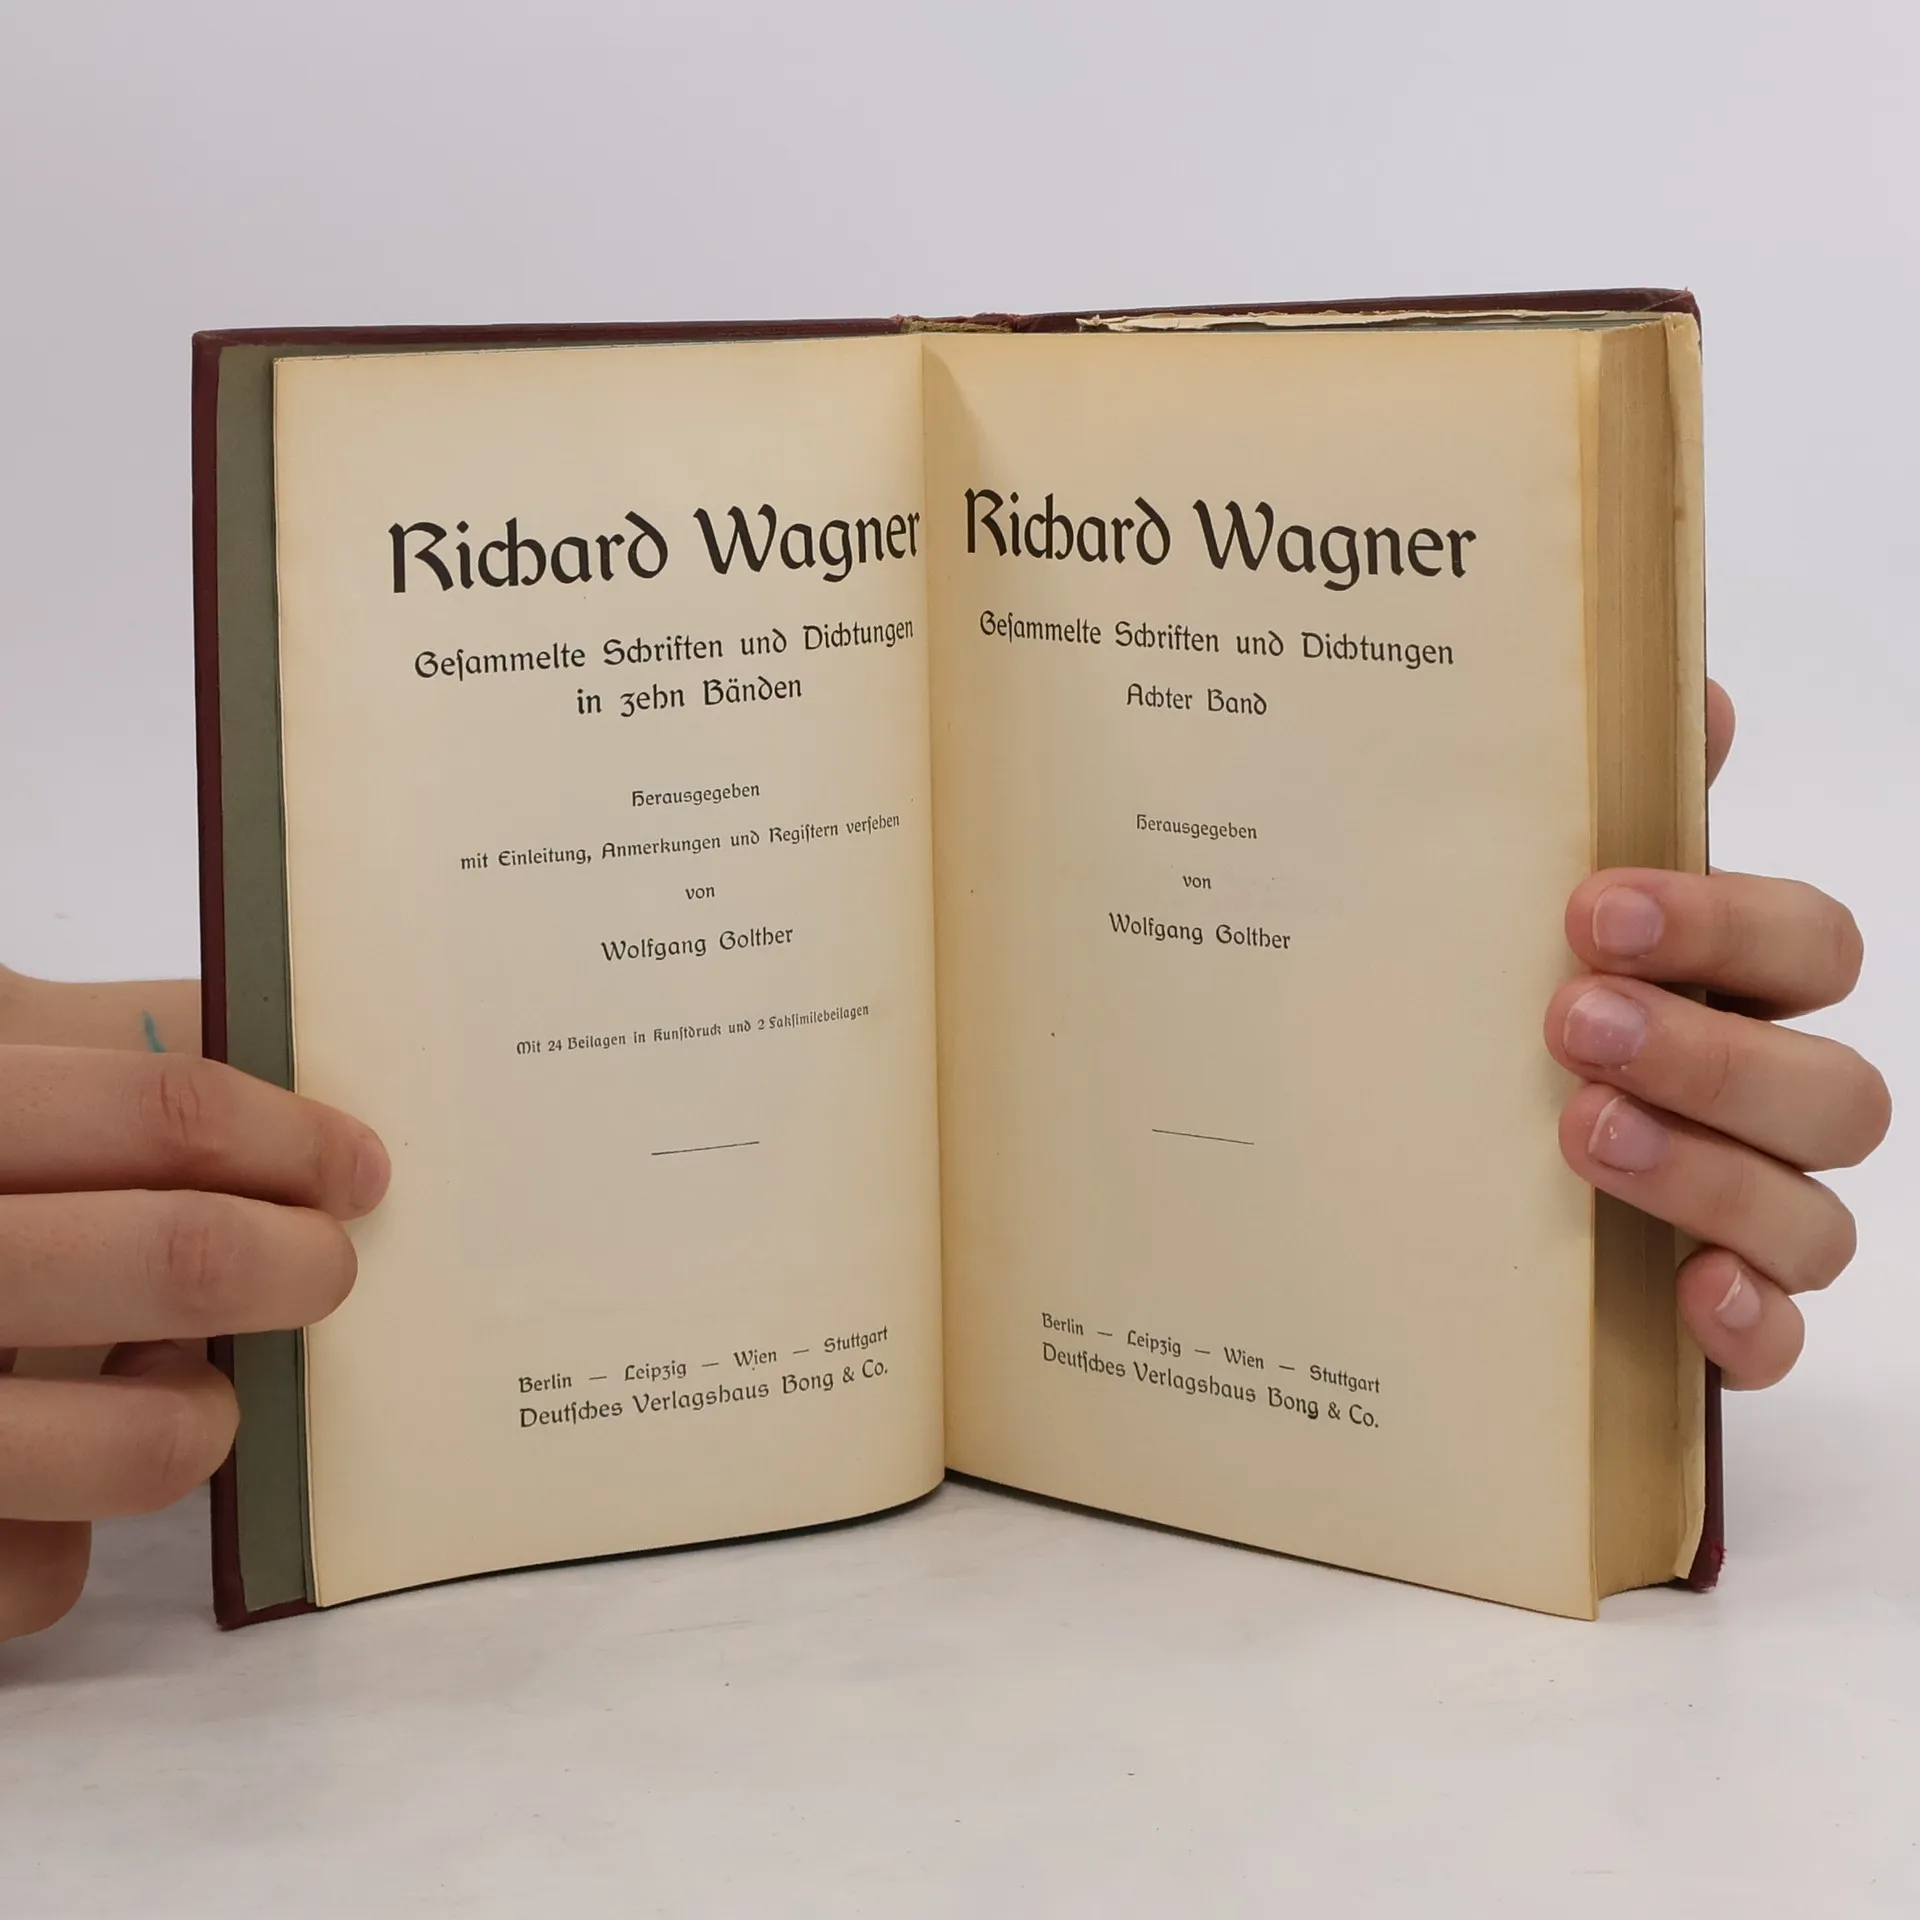 Richard Wagner
Geſammelte Schriften und Dichtungen
in zehn Bänden
Herausgegeben
mit Einleitung, Anmerkungen und Regiſtern verſehen
von
Wolfgang Golther
Mit 24 Beilagen in Kunſtdruck und 2 Fakſimilebeilagen
Berlin — Leipzig — Wien — Stuttgart
Deutſches Verlagshaus Bong & Co.
Richard Wagner
Geſammelte Schriften und Dichtungen
Achter Band
Herausgegeben
von
Wolfgang Golther
Berlin — Leipzig — Wien — Stuttgart
Deutſches Verlagshaus Bong & Co.